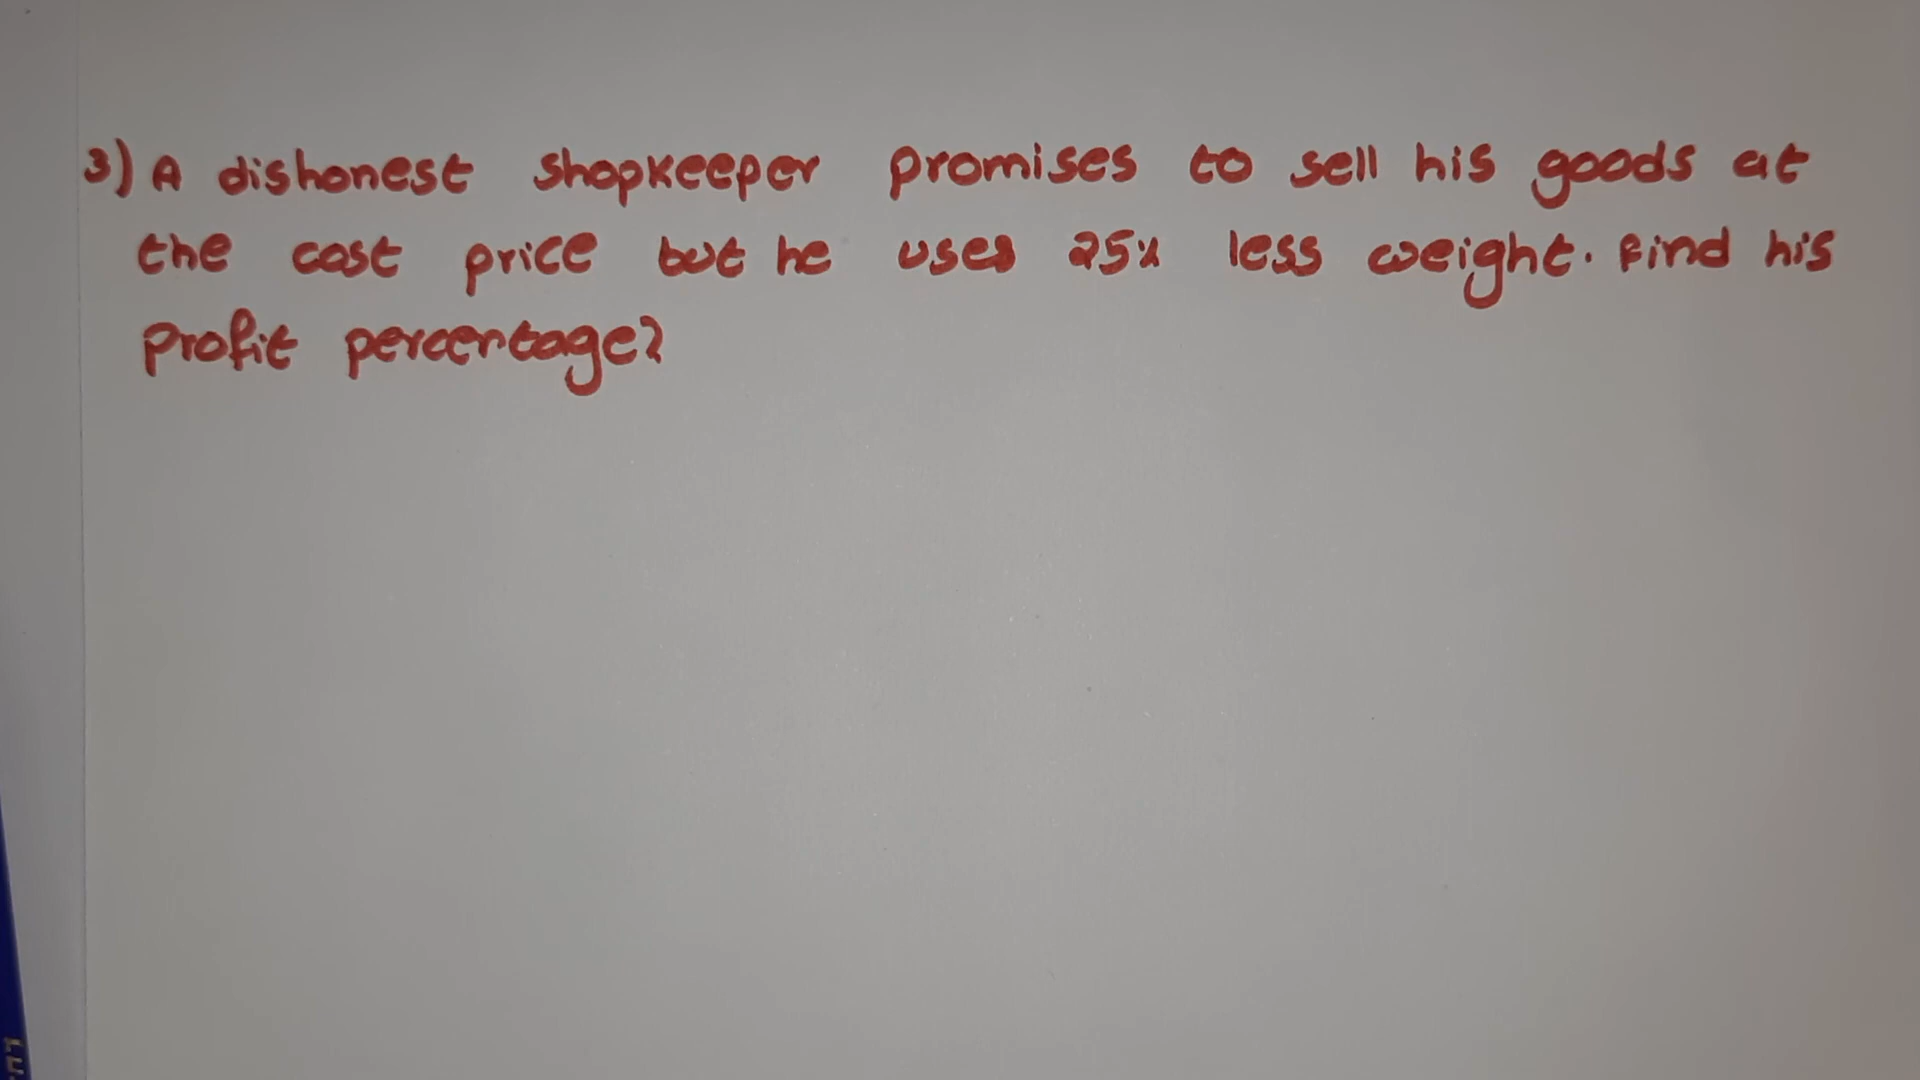 3) A dishonest shopkeeper promises to sell his goods at
the cost price but he uses 25% less weight. Find his
profit percentage?